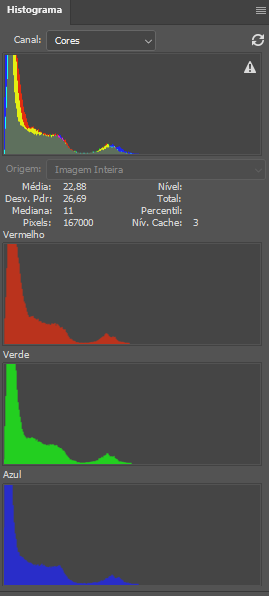 Histograma
Canal: Cores
Origem: Imagem Inteira
Média: 22,88 Nível:
Desv. Pdr: 26,69 Total:
Mediana: 11 Percentil:
Pixels: 167000 Nív. Cache: 3
Vermelho
Verde
Azul